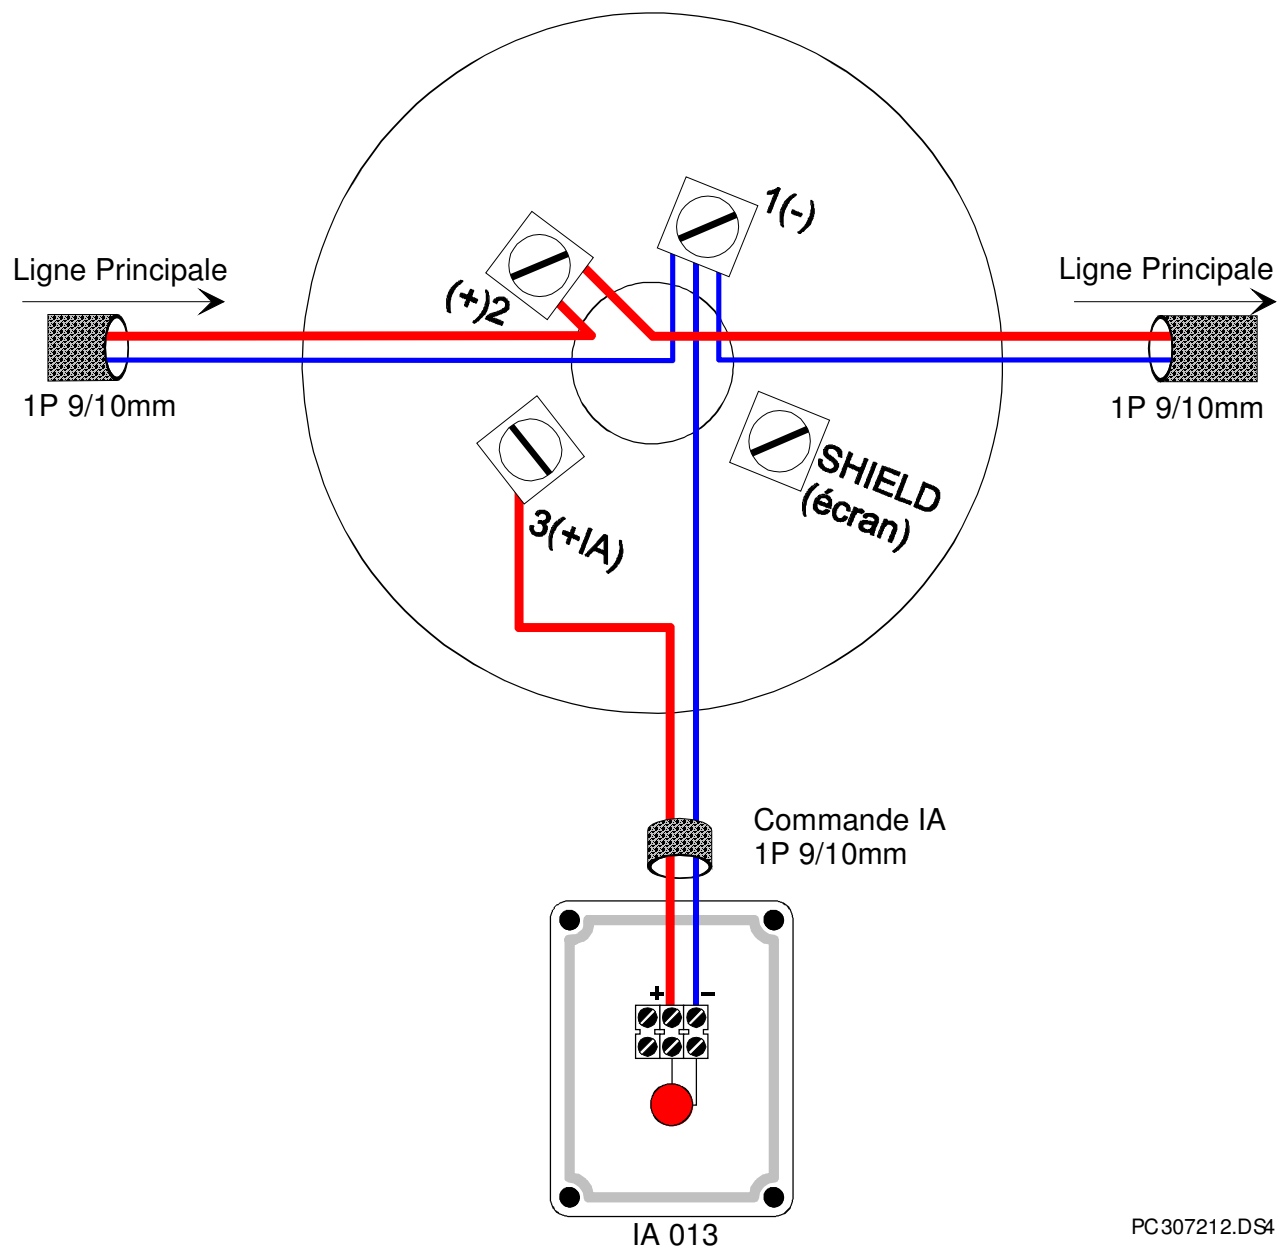 1(-)
Ligne Principale
Ligne Principale
(+)2
1P 9/10mm
1P 9/10mm
SHIELD
(écran)
3(+IA)
Commande IA
1P 9/10mm
+ −
IA 013
PC307212.DS4